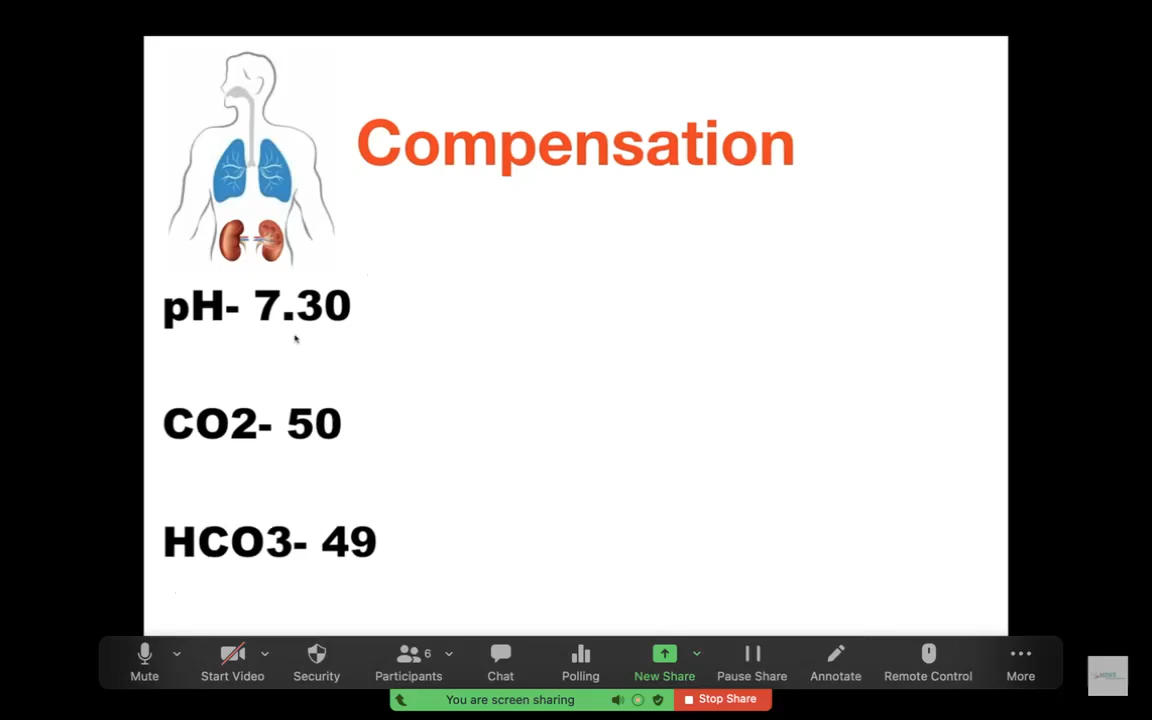 Compensation
pH- 7.30
CO2- 50
HCO3- 49
6
Mute
Start Video
Security
Participants
Chat
Polling
New Share
Pause Share
Annotate
Remote Control
More
You are screen sharing
Stop Share